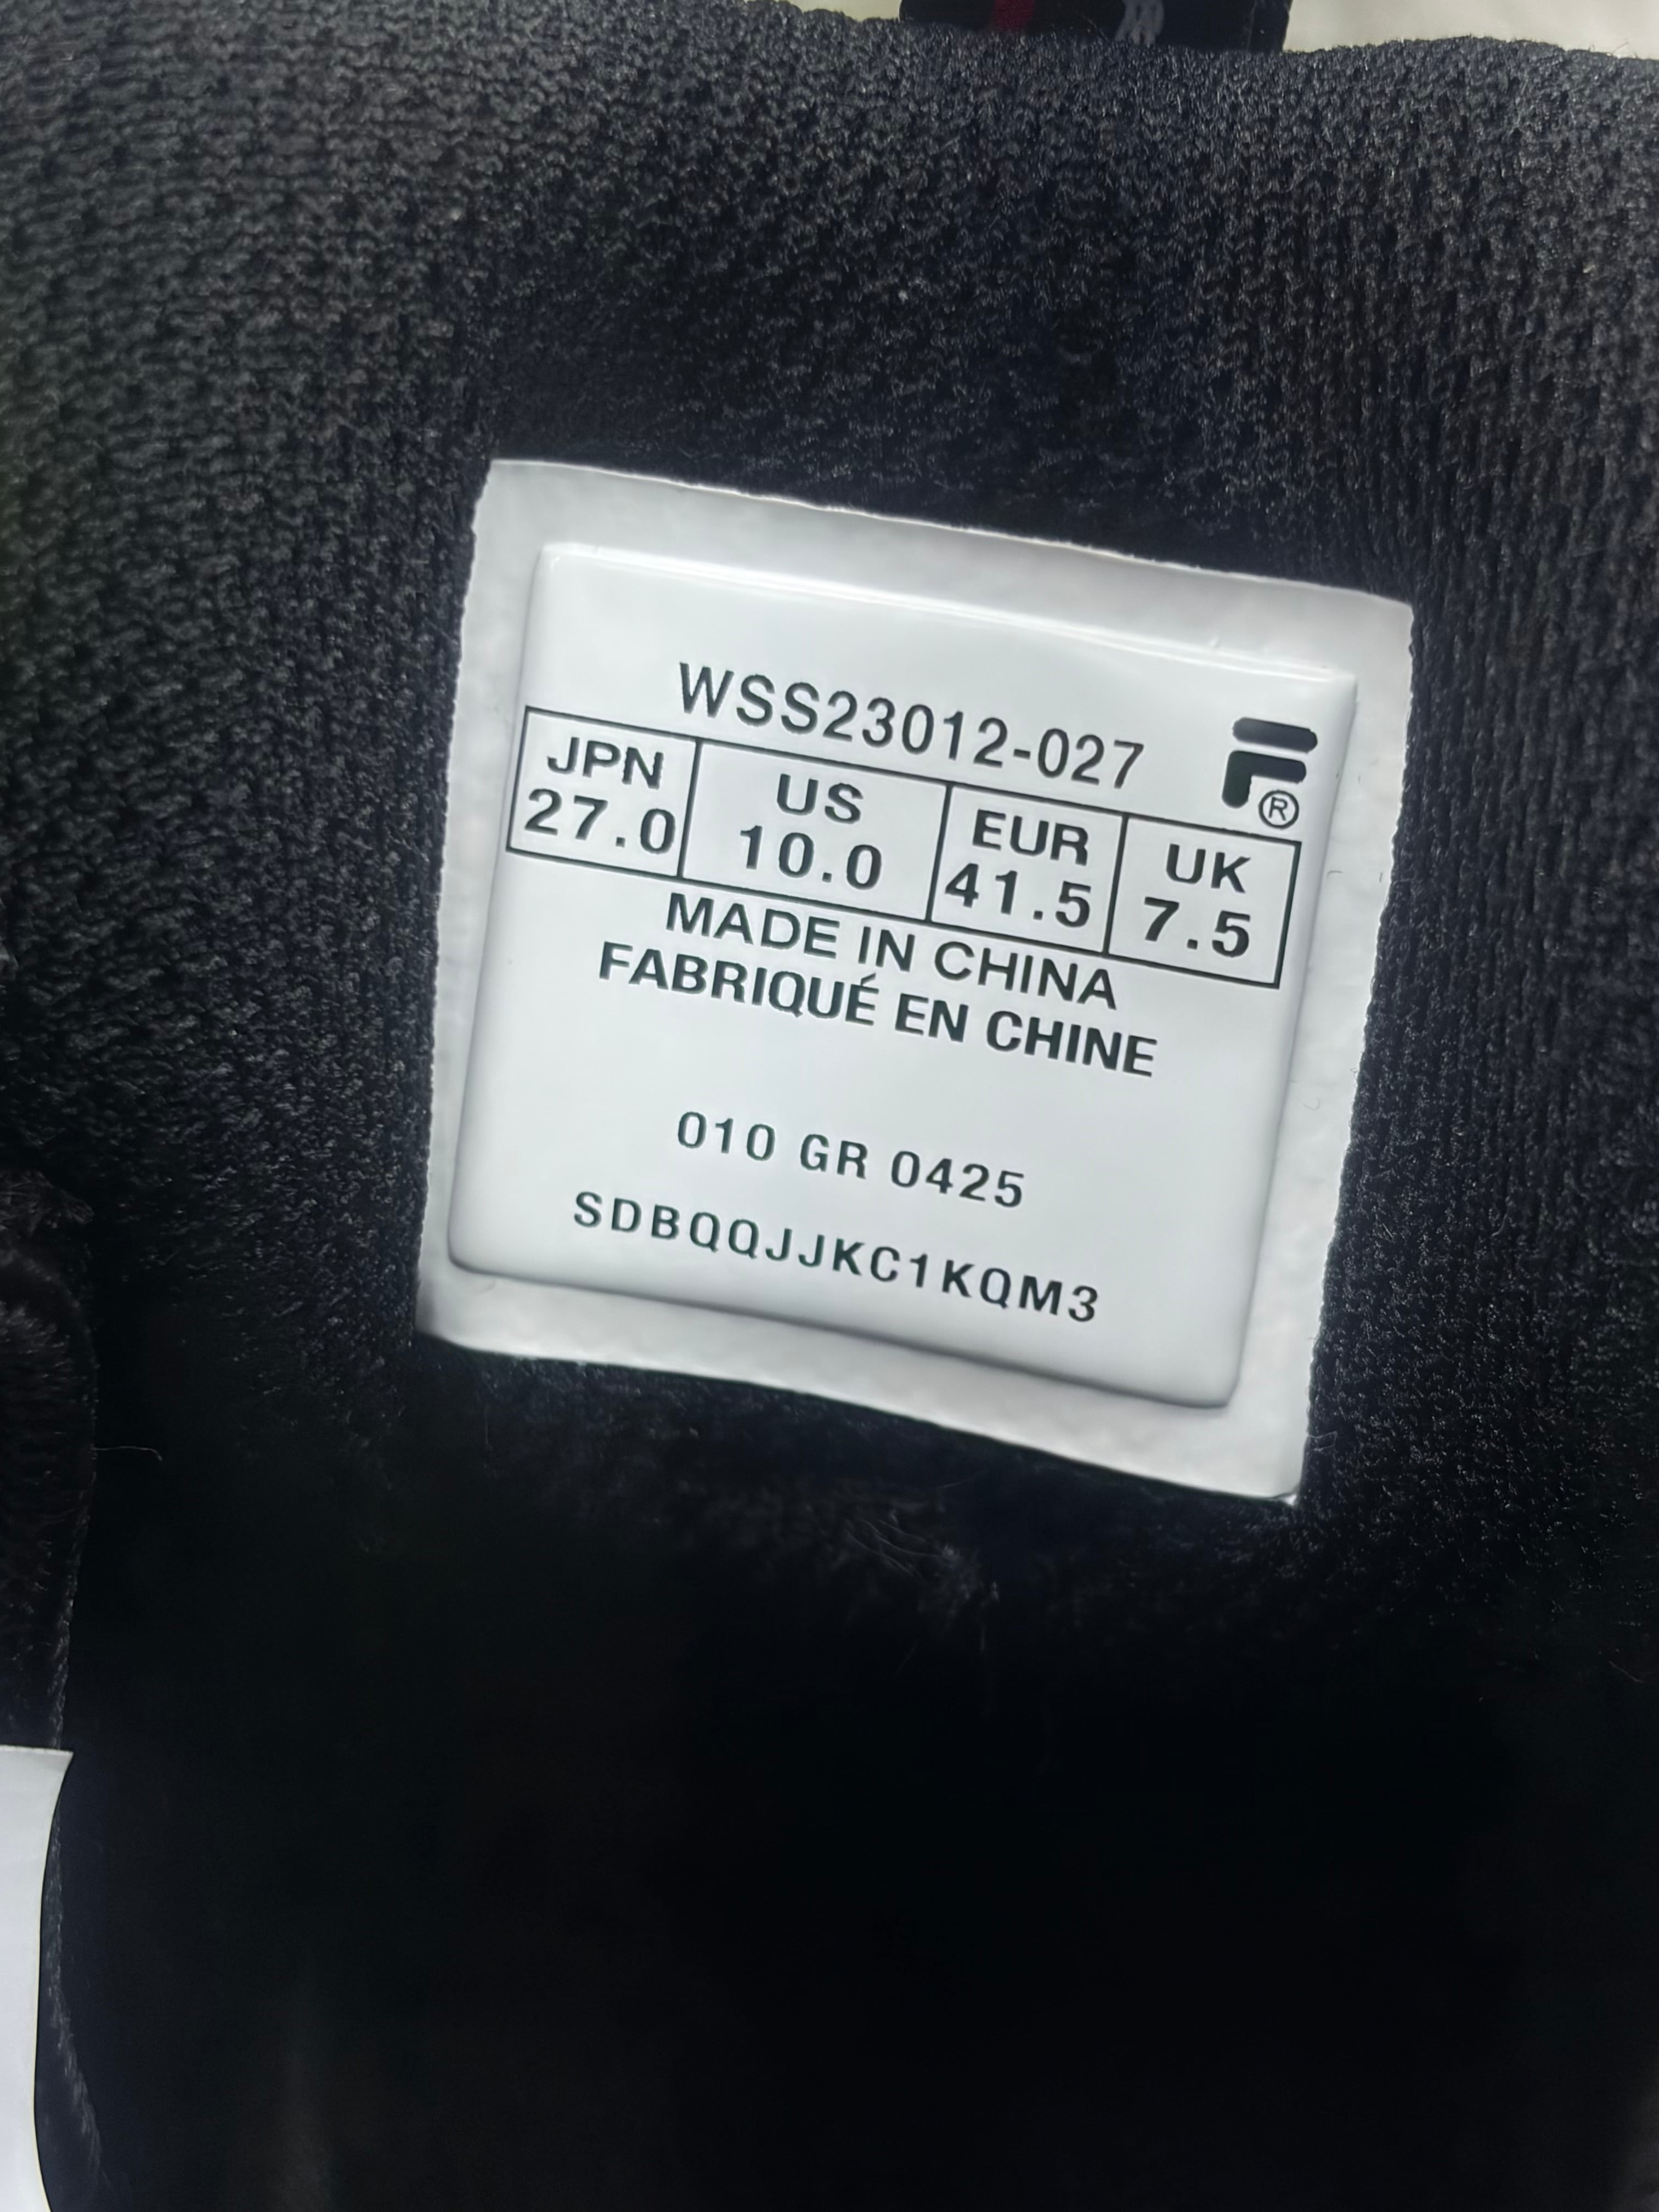 WSS23012-027
F®
JPN US EUR UK
27.0 10.0 41.5 7.5
MADE IN CHINA
FABRIQUÉ EN CHINE
010 GR 0425
SDBQQJJKC1KQM3